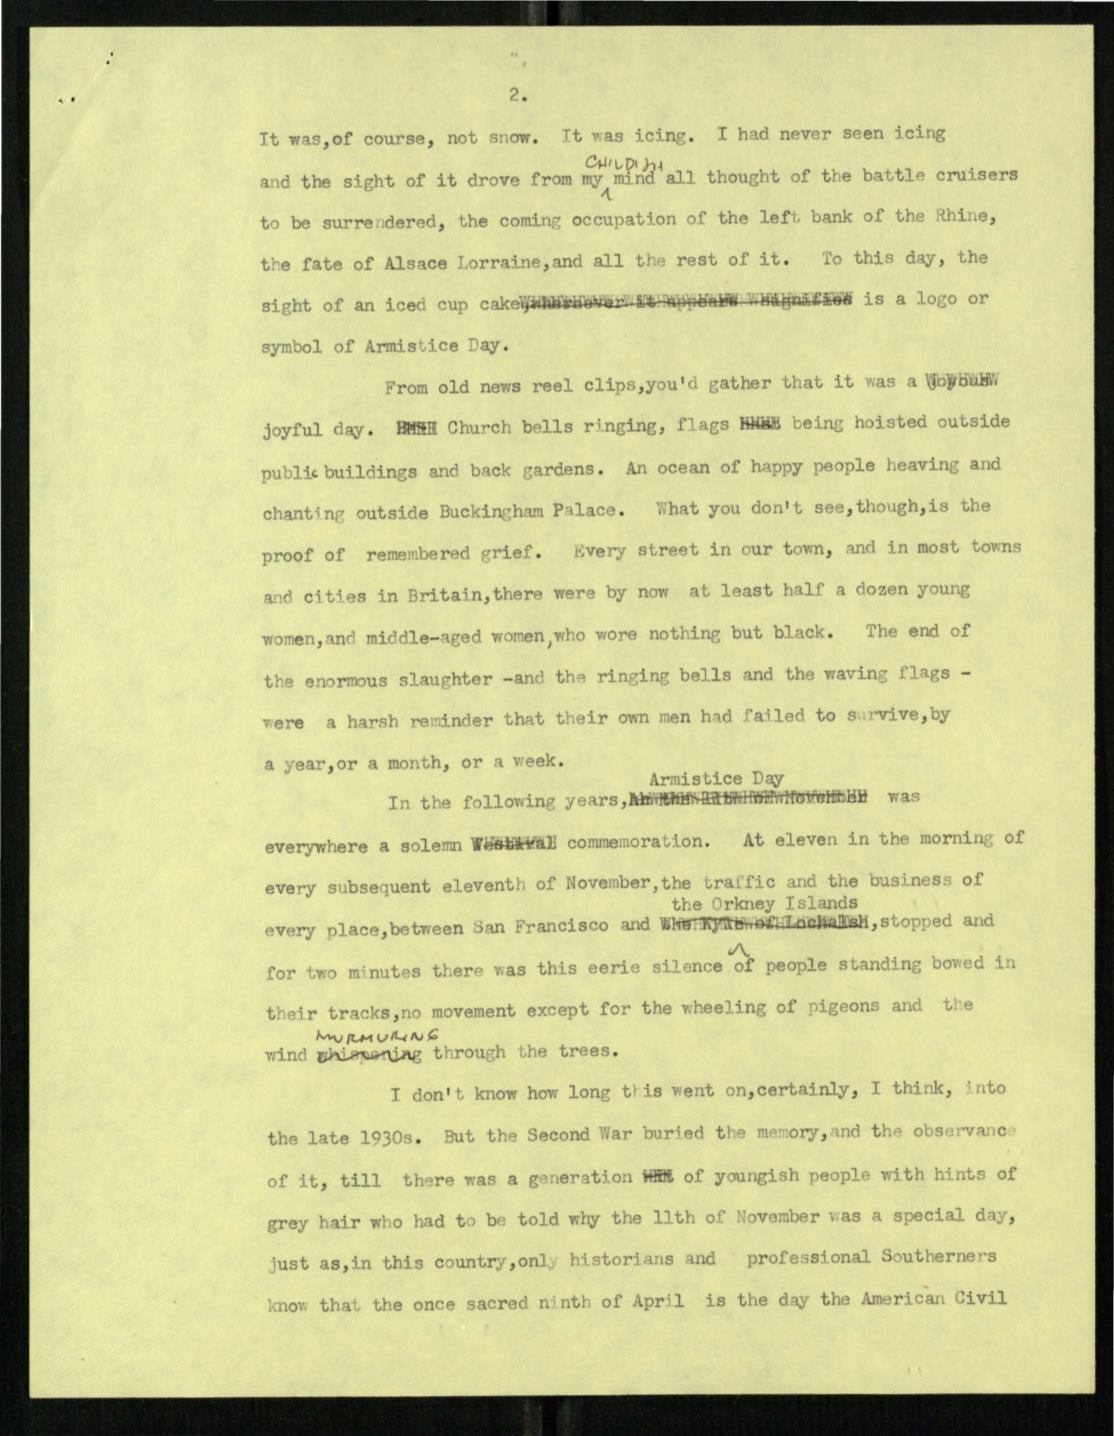 2.
It was,of course, not snow. It was icing. I had never seen icing
CHILDISH
and the sight of it drove from my mind all thought of the battle cruisers
to be surrendered, the coming occupation of the left bank of the Rhine,
the fate of Alsace Lorraine,and all the rest of it. To this day, the
sight of an iced cup cake,whereever it appears signifies is a logo or
symbol of Armistice Day.
From old news reel clips,you'd gather that it was a joyous
joyful day. Church bells ringing, flags being hoisted outside
public buildings and back gardens. An ocean of happy people heaving and
chanting outside Buckingham Palace. What you don't see,though,is the
proof of remembered grief. Every street in our town, and in most towns
and cities in Britain,there were by now at least half a dozen young
women,and middle-aged women,who wore nothing but black. The end of
the enormous slaughter -and the ringing bells and the waving flags -
were a harsh reminder that their own men had failed to survive,by
a year,or a month, or a week.
Armistice Day
In the following years, was
everywhere a solemn festival commemoration. At eleven in the morning of
every subsequent eleventh of November,the traffic and the business of
the Orkney Islands
every place,between San Francisco and the Kyle of Lochalsh,stopped and
for two minutes there was this eerie silence of people standing bowed in
their tracks,no movement except for the wheeling of pigeons and the
MURMURING
wind whispering through the trees.
I don't know how long this went on,certainly, I think, into
the late 1930s. But the Second War buried the memory,and the observance
of it, till there was a generation of youngish people with hints of
grey hair who had to be told why the 11th of November was a special day,
just as,in this country,only historians and professional Southerners
know that the once sacred ninth of April is the day the American Civil